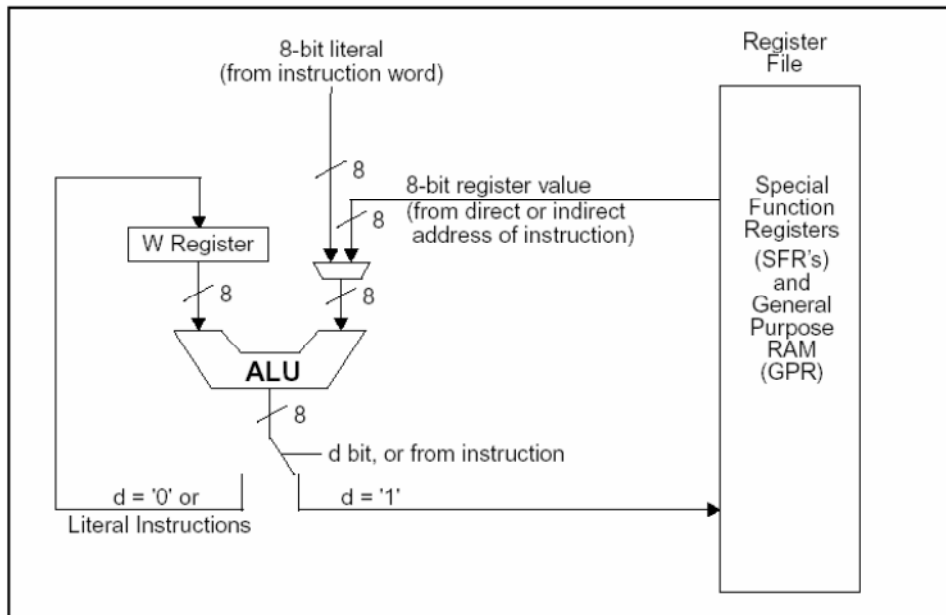 8-bit literal
(from instruction word)
Register
File
8
8-bit register value
8
(from direct or indirect
address of instruction)
W Register
8
8
Special
Function
Registers
(SFR's)
and
General
Purpose
RAM
(GPR)
ALU
8
d bit, or from instruction
d = '0' or
Literal Instructions
d = '1'